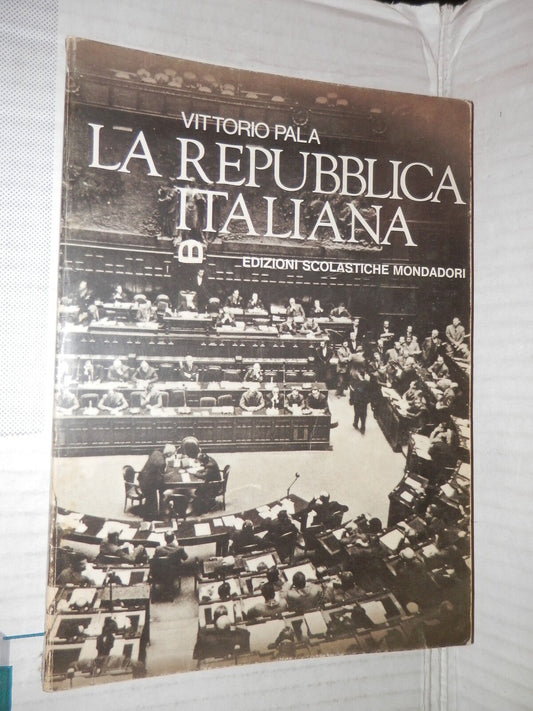 VITTORIO PALA
LA REPUBBLICA
ITALIANA
B
EDIZIONI SCOLASTICHE MONDADORI